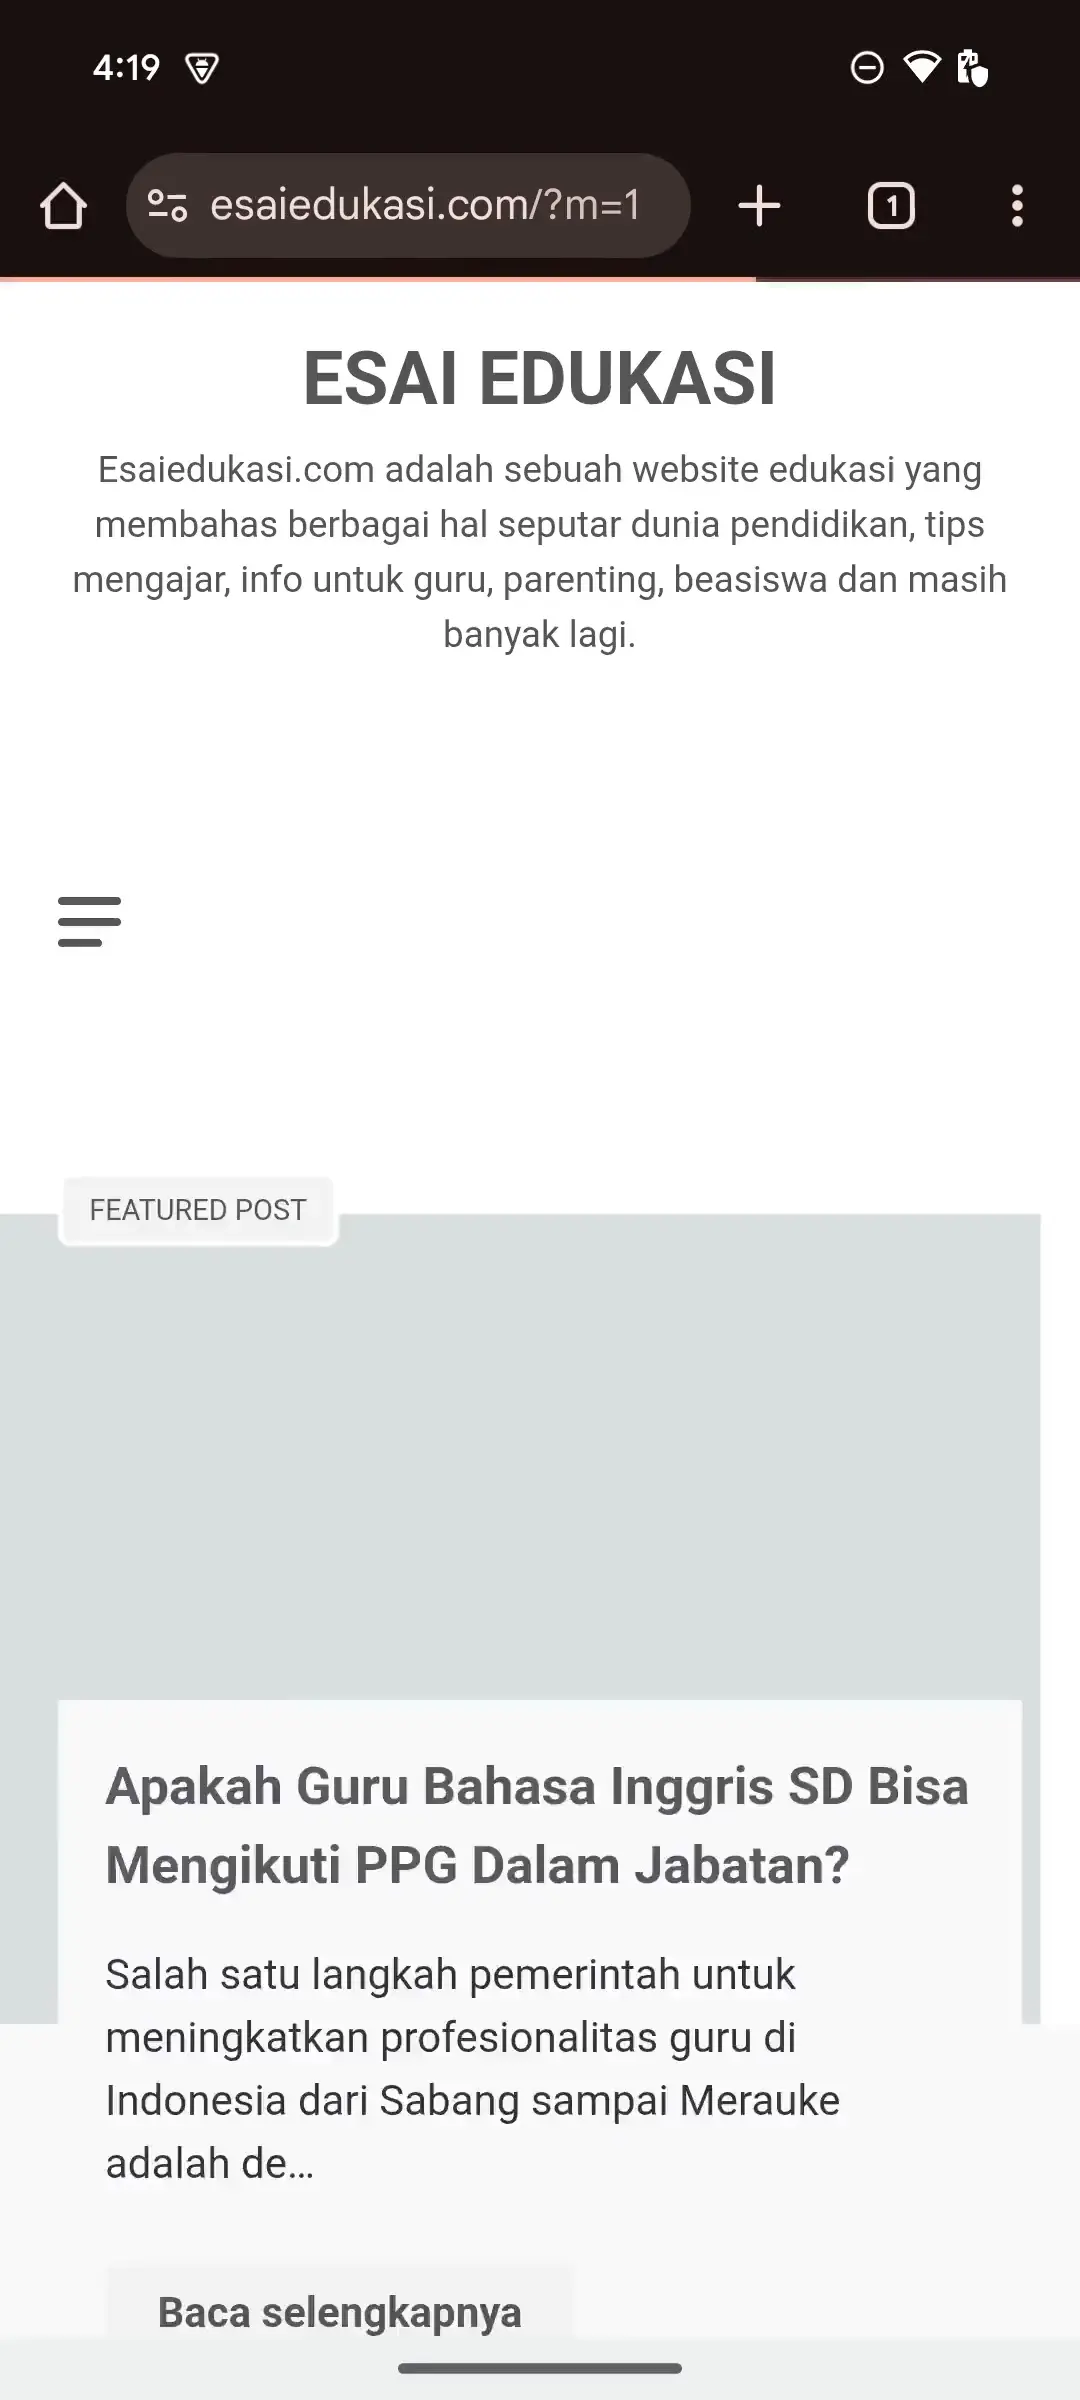 4:19
esaiedukasi.com/?m=1
1
ESAI EDUKASI
Esaiedukasi.com adalah sebuah website edukasi yang
membahas berbagai hal seputar dunia pendidikan, tips
mengajar, info untuk guru, parenting, beasiswa dan masih
banyak lagi.
FEATURED POST
Apakah Guru Bahasa Inggris SD Bisa
Mengikuti PPG Dalam Jabatan?
Salah satu langkah pemerintah untuk
meningkatkan profesionalitas guru di
Indonesia dari Sabang sampai Merauke
adalah de...
Baca selengkapnya